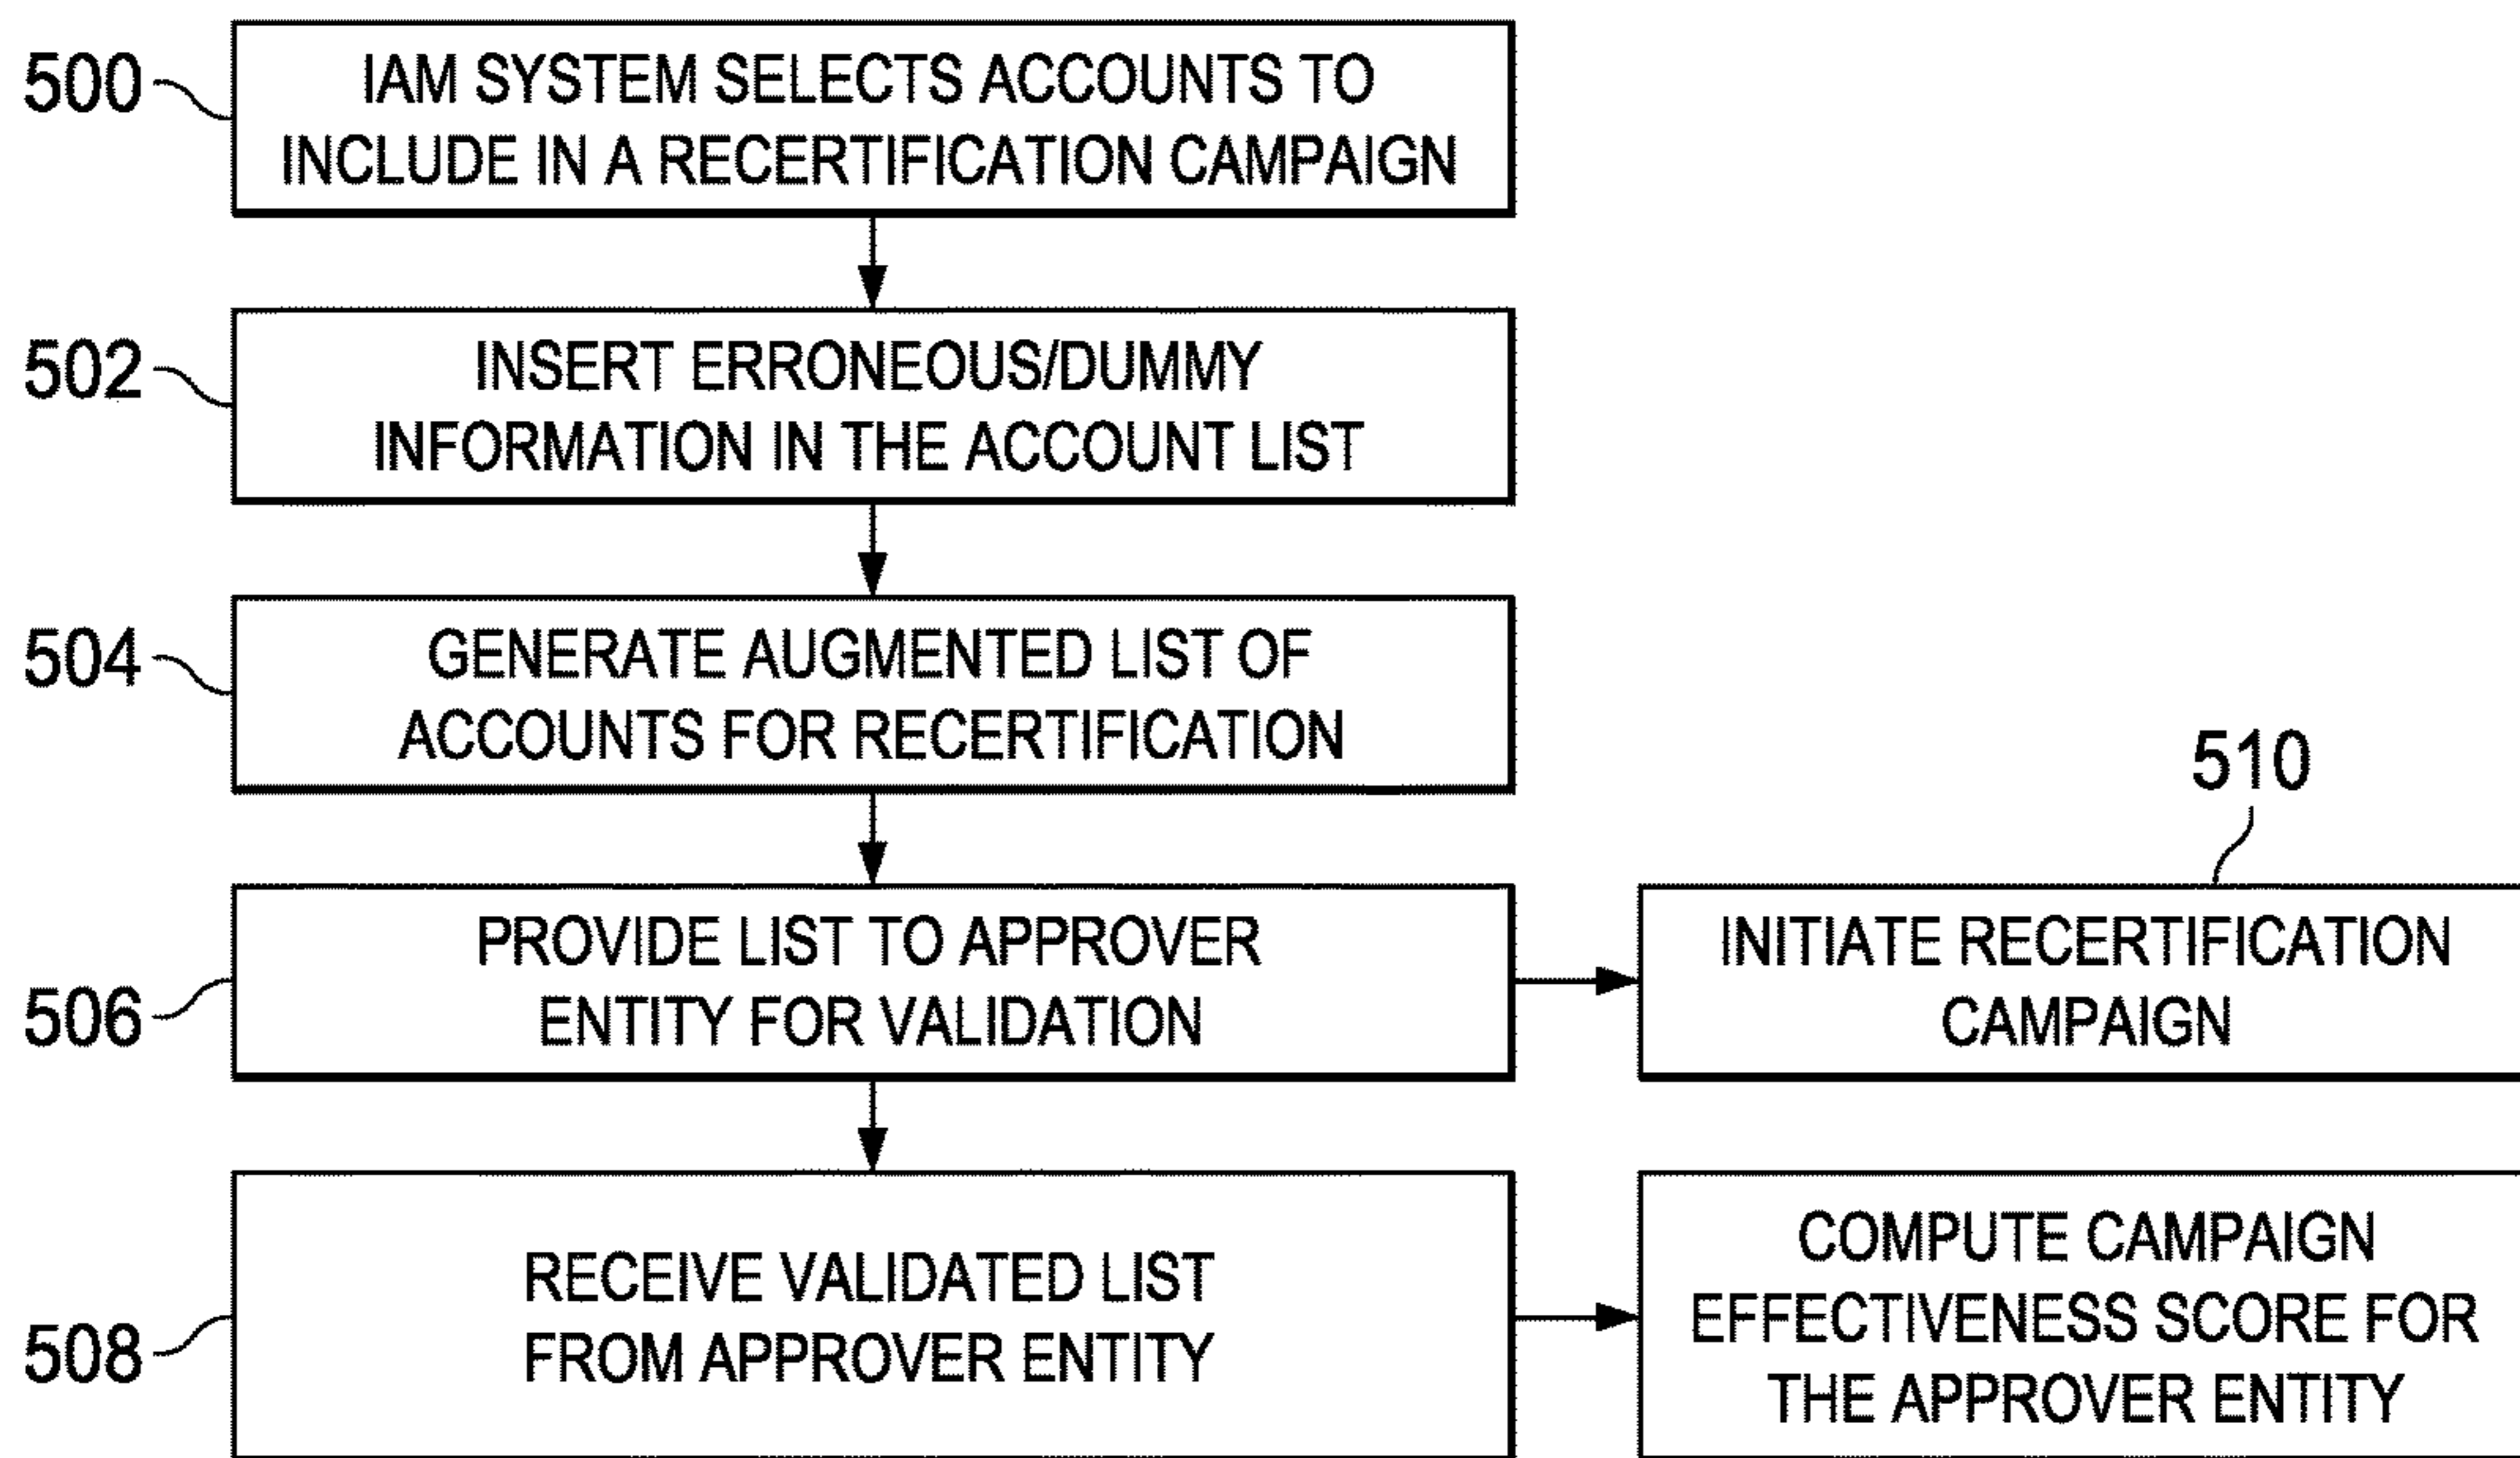 500
IAM SYSTEM SELECTS ACCOUNTS TO
INCLUDE IN A RECERTIFICATION CAMPAIGN
502
INSERT ERRONEOUS/DUMMY
INFORMATION IN THE ACCOUNT LIST
504
GENERATE AUGMENTED LIST OF
ACCOUNTS FOR RECERTIFICATION
506
PROVIDE LIST TO APPROVER
ENTITY FOR VALIDATION
510
INITIATE RECERTIFICATION
CAMPAIGN
508
RECEIVE VALIDATED LIST
FROM APPROVER ENTITY
COMPUTE CAMPAIGN
EFFECTIVENESS SCORE FOR
THE APPROVER ENTITY